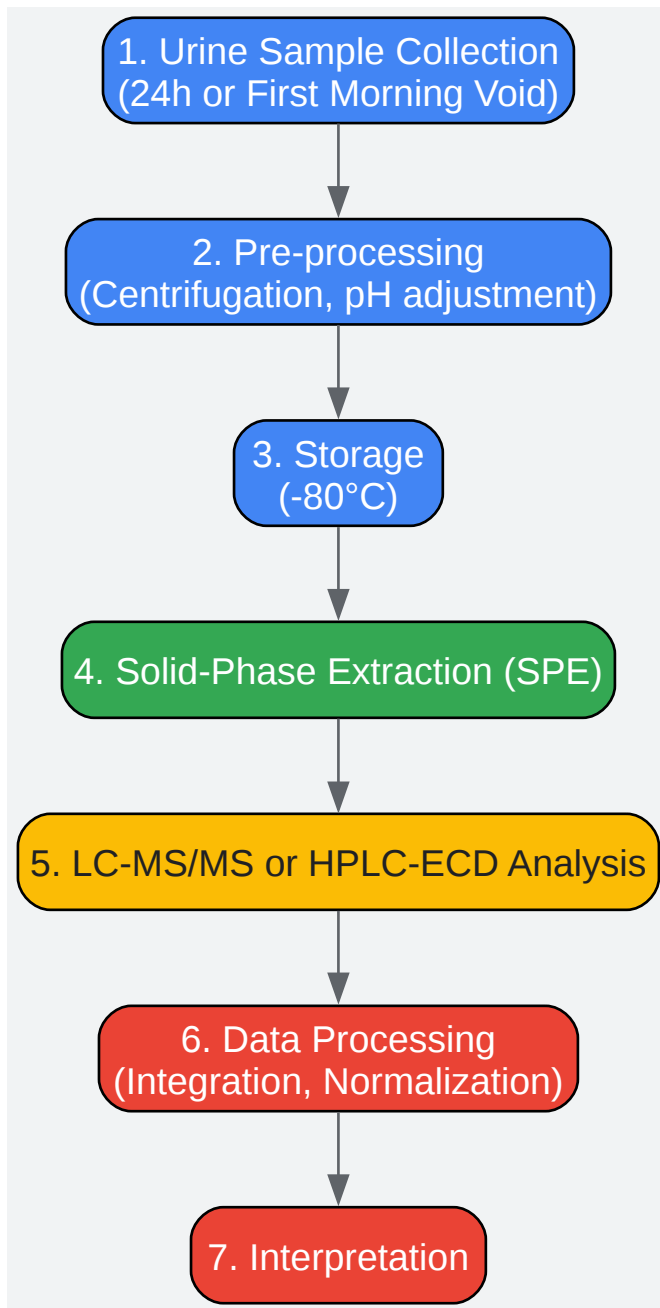 1. Urine Sample Collection
(24h or First Morning Void)
2. Pre-processing
(Centrifugation, pH adjustment)
3. Storage
(-80°C)
4. Solid-Phase Extraction (SPE)
5. LC-MS/MS or HPLC-ECD Analysis
6. Data Processing
(Integration, Normalization)
7. Interpretation